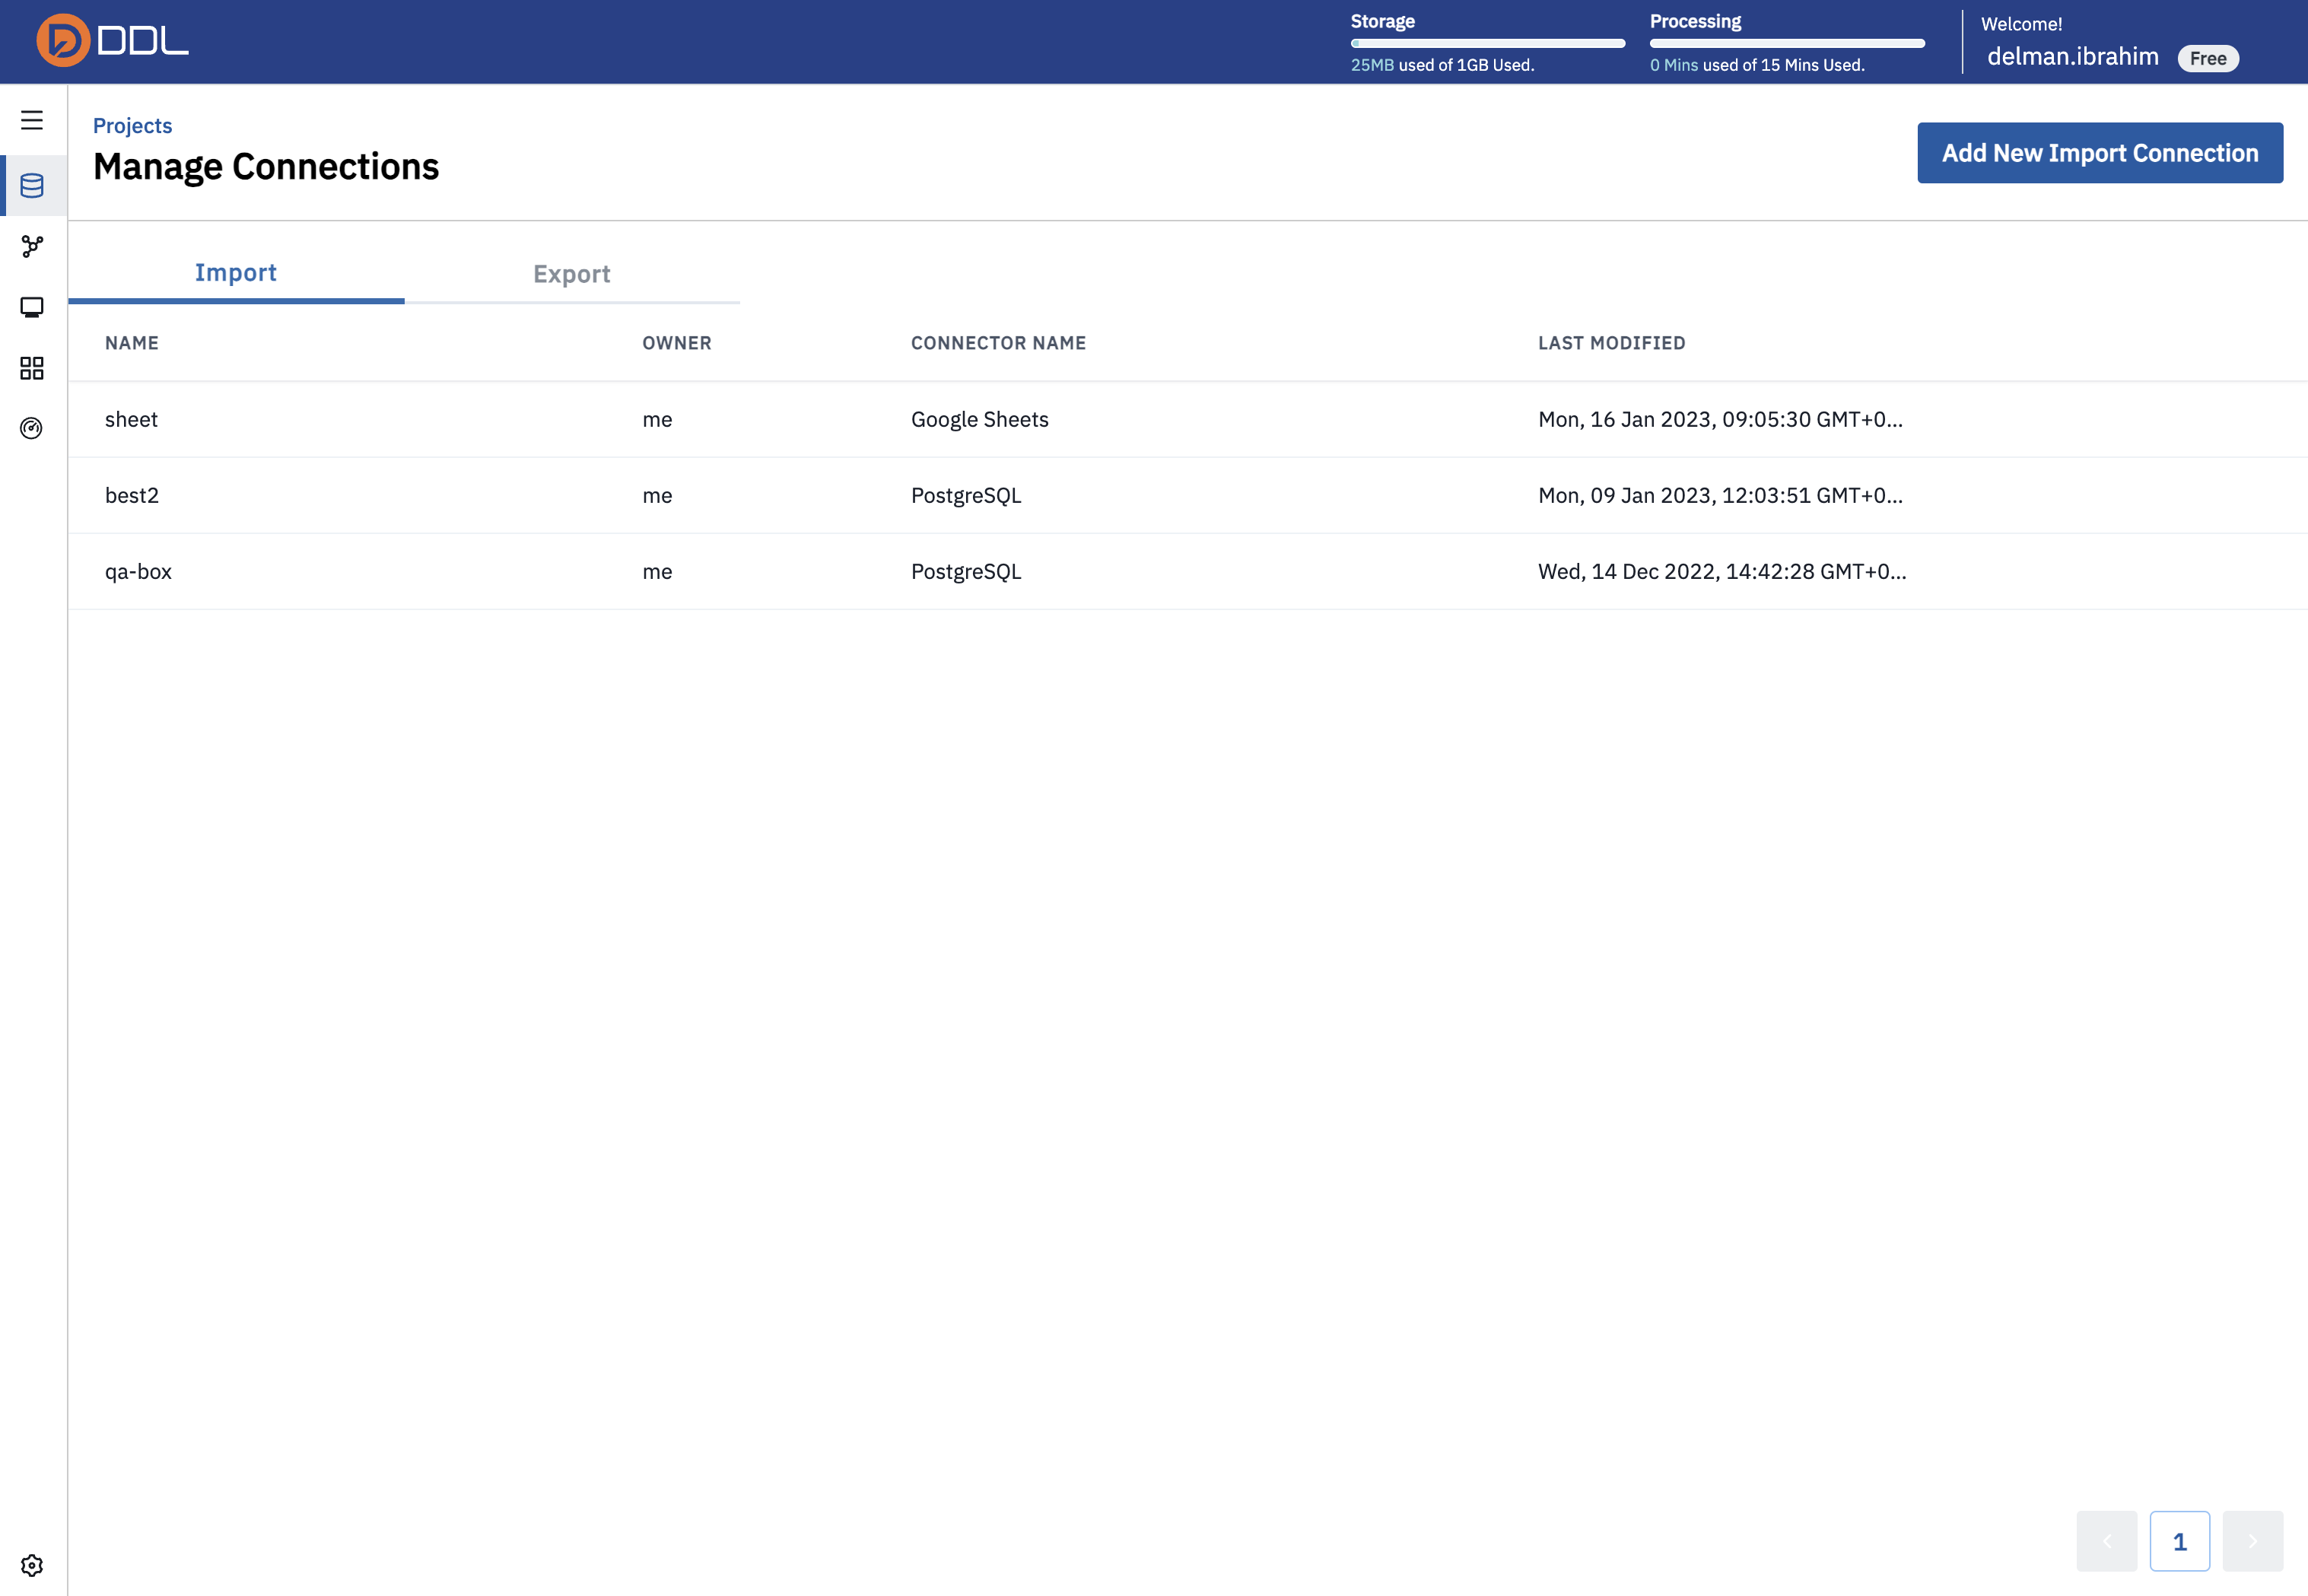 DDL
Storage
25MB used of 1GB Used.
Processing
0 Mins used of 15 Mins Used.
Welcome!
delman.ibrahim Free
Projects
Manage Connections
Add New Import Connection
Import Export
NAME OWNER CONNECTOR NAME LAST MODIFIED
sheet me Google Sheets Mon, 16 Jan 2023, 09:05:30 GMT+0...
best2 me PostgreSQL Mon, 09 Jan 2023, 12:03:51 GMT+0...
qa-box me PostgreSQL Wed, 14 Dec 2022, 14:42:28 GMT+0...
1